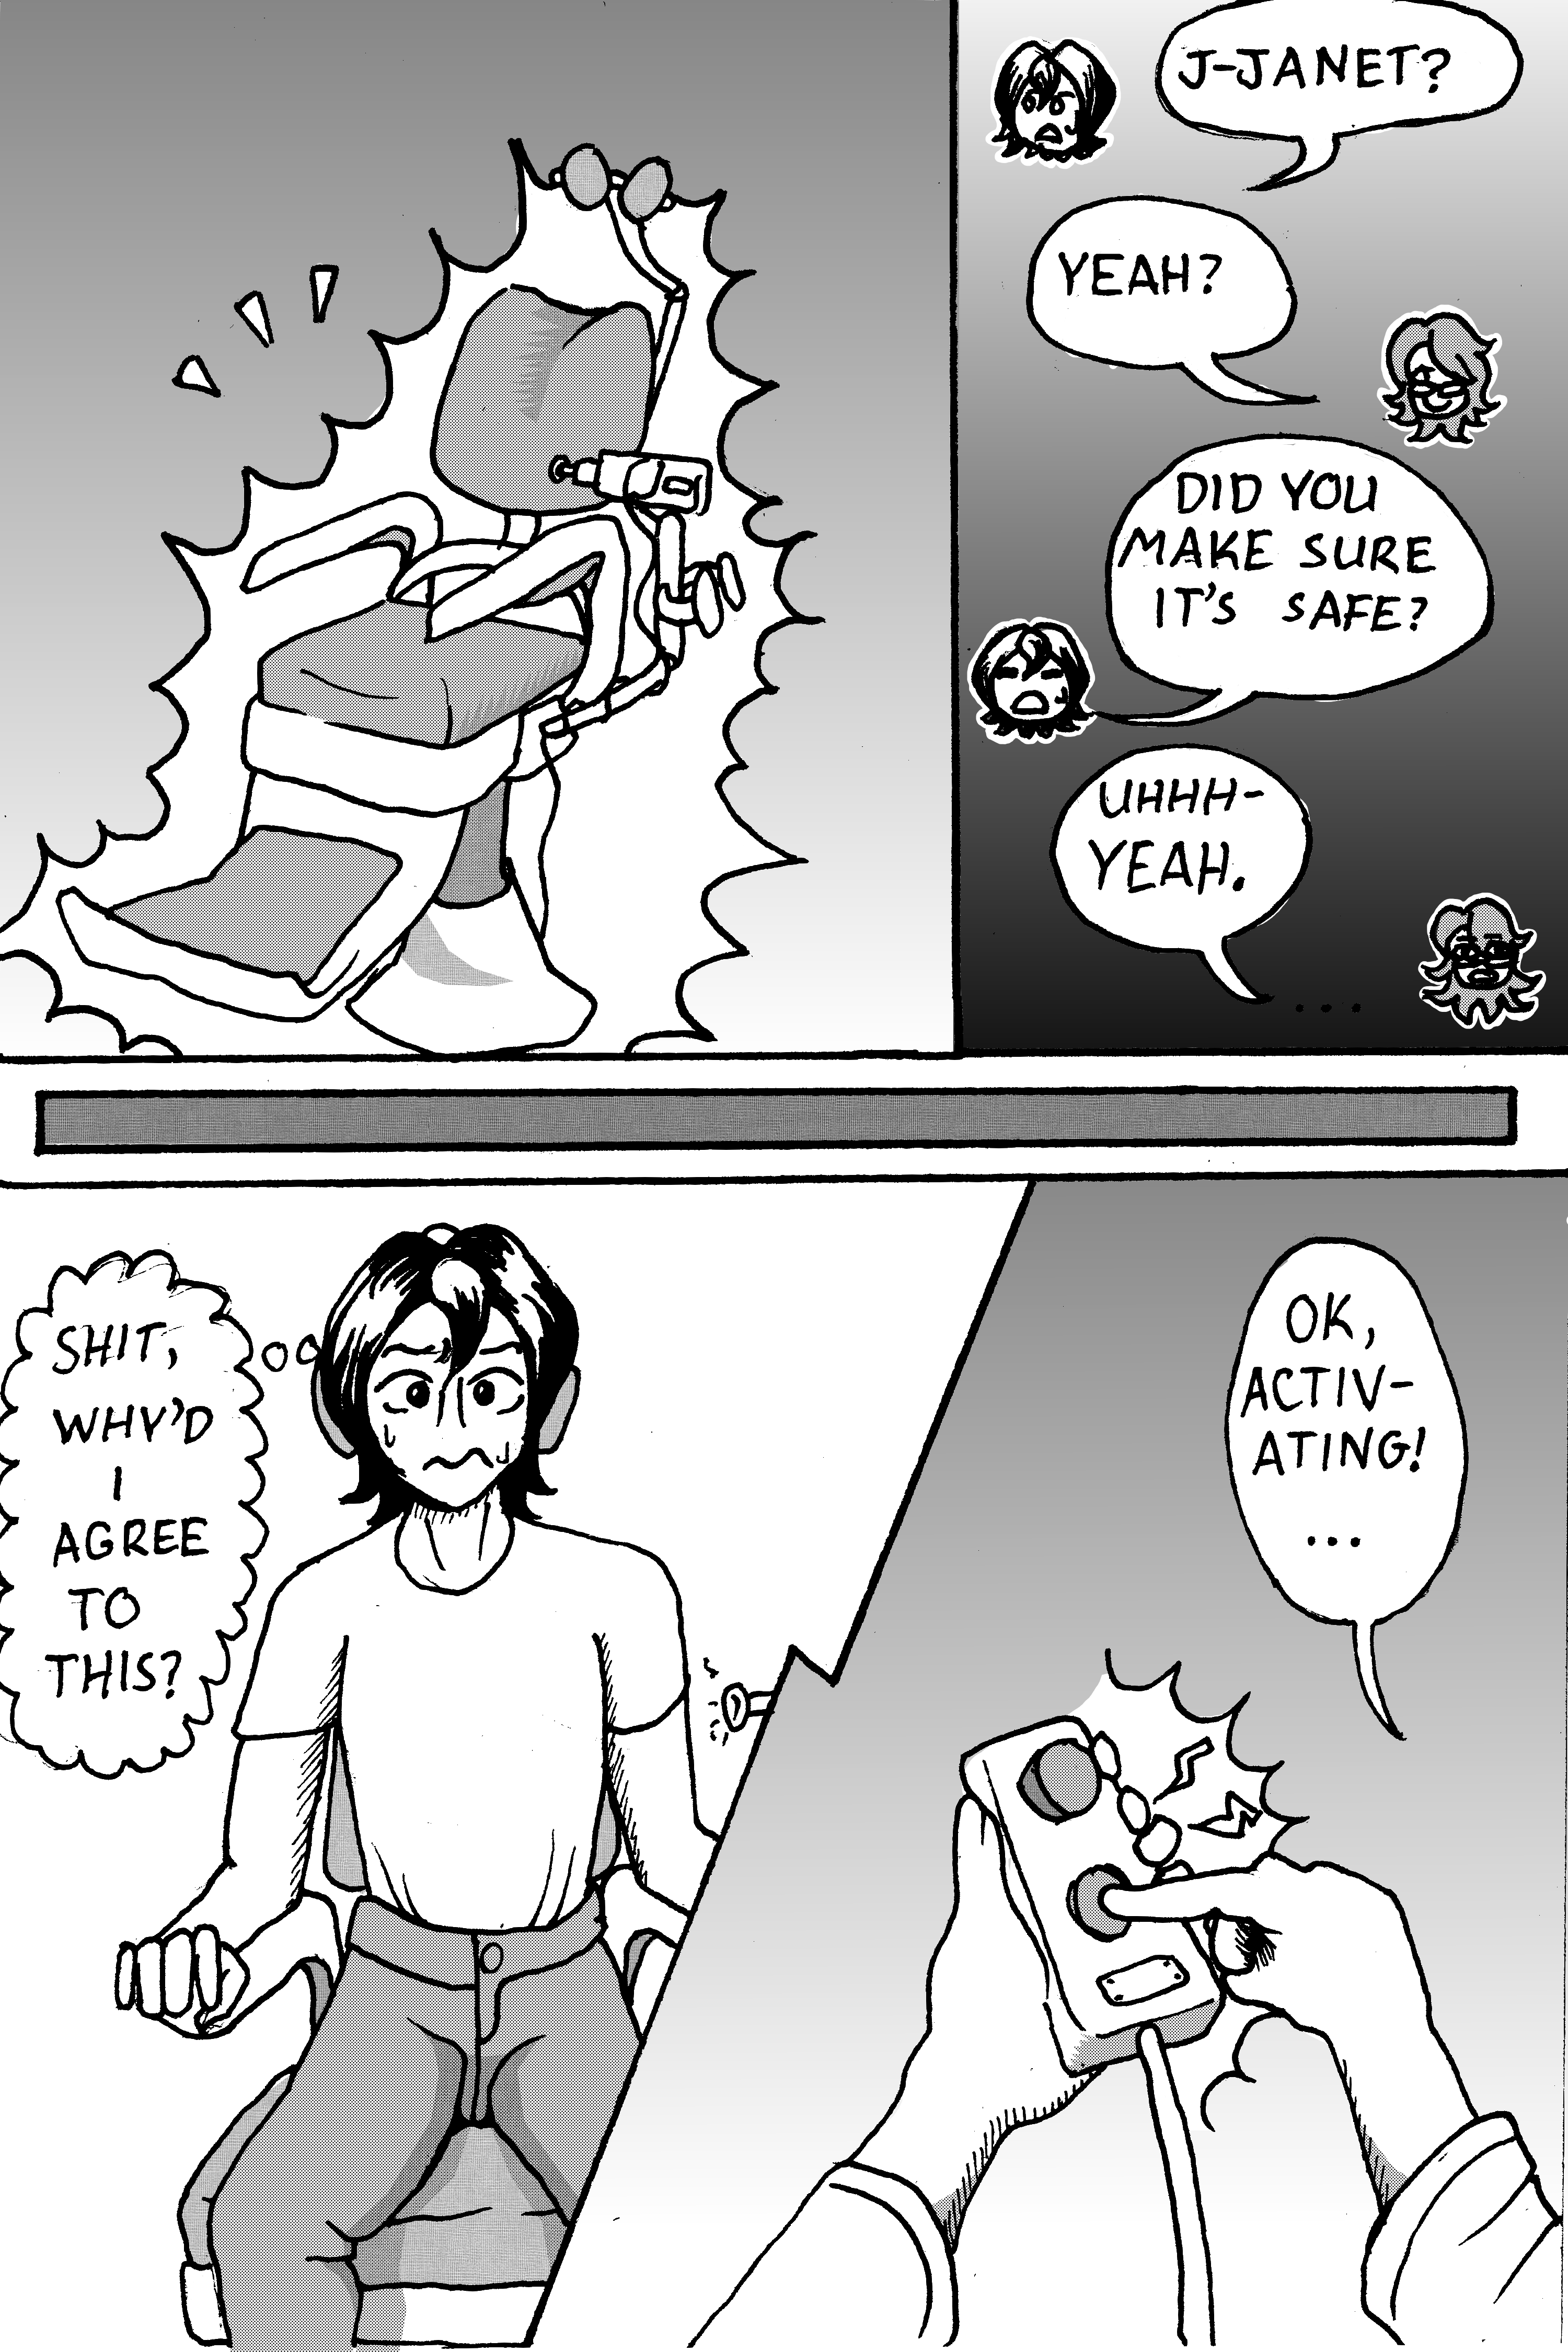 J-JANET?
YEAH?
DID YOU
MAKE SURE
IT'S SAFE?
UHHH-
YEAH.
...
SHIT,
WHY'D
I
AGREE
TO
THIS?
OK,
ACTIV-
ATING!
...